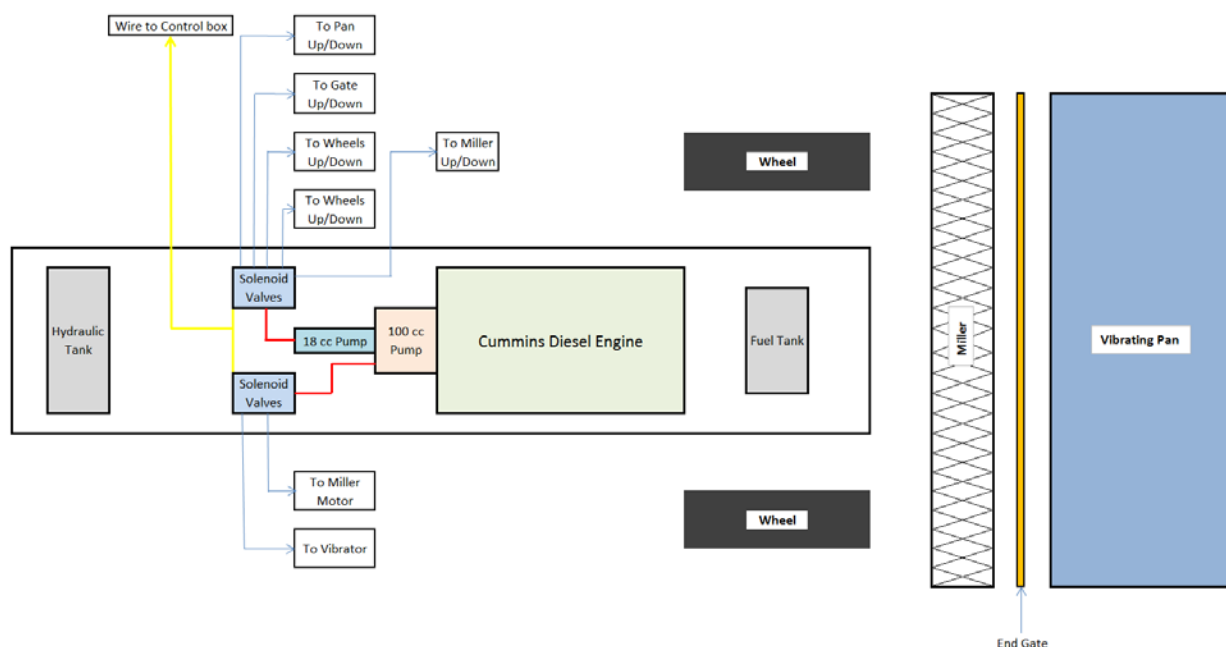 Wire to Control box
To Pan
Up/Down
To Gate
Up/Down
To Wheels
Up/Down
To Miller
Up/Down
To Wheels
Up/Down
Wheel
Solenoid
Valves
Hydraulic
Tank
18 cc Pump
100 cc
Pump
Cummins Diesel Engine
Fuel Tank
Miller
Vibrating Pan
Solenoid
Valves
To Miller
Motor
To Vibrator
Wheel
End Gate